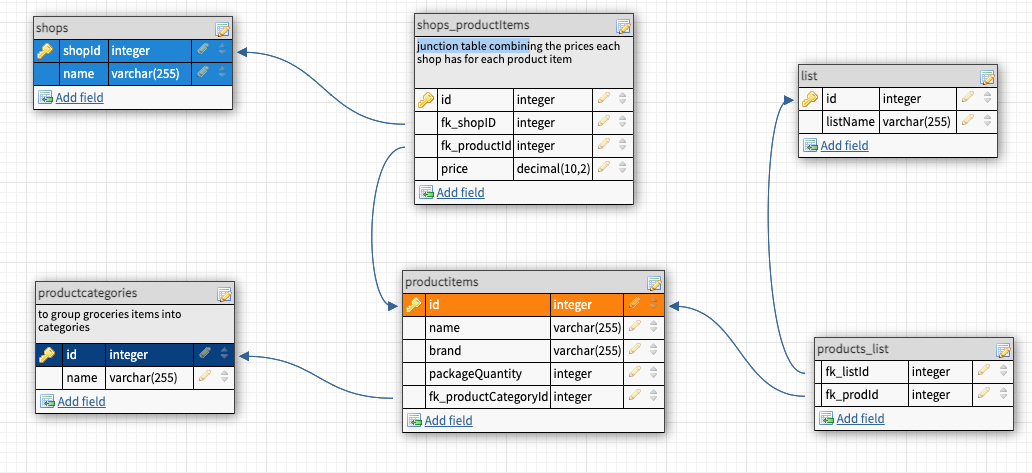 shops
shopId integer
name varchar(255)
Add field
shops_productItems
junction table combining the prices each
shop has for each product item
id integer
fk_shopID integer
fk_productId integer
price decimal(10,2)
Add field
list
id integer
listName varchar(255)
Add field
productcategories
to group groceries items into
categories
id integer
name varchar(255)
Add field
productitems
id integer
name varchar(255)
brand varchar(255)
packageQuantity integer
fk_productCategoryId integer
Add field
products_list
fk_listId integer
fk_prodId integer
Add field